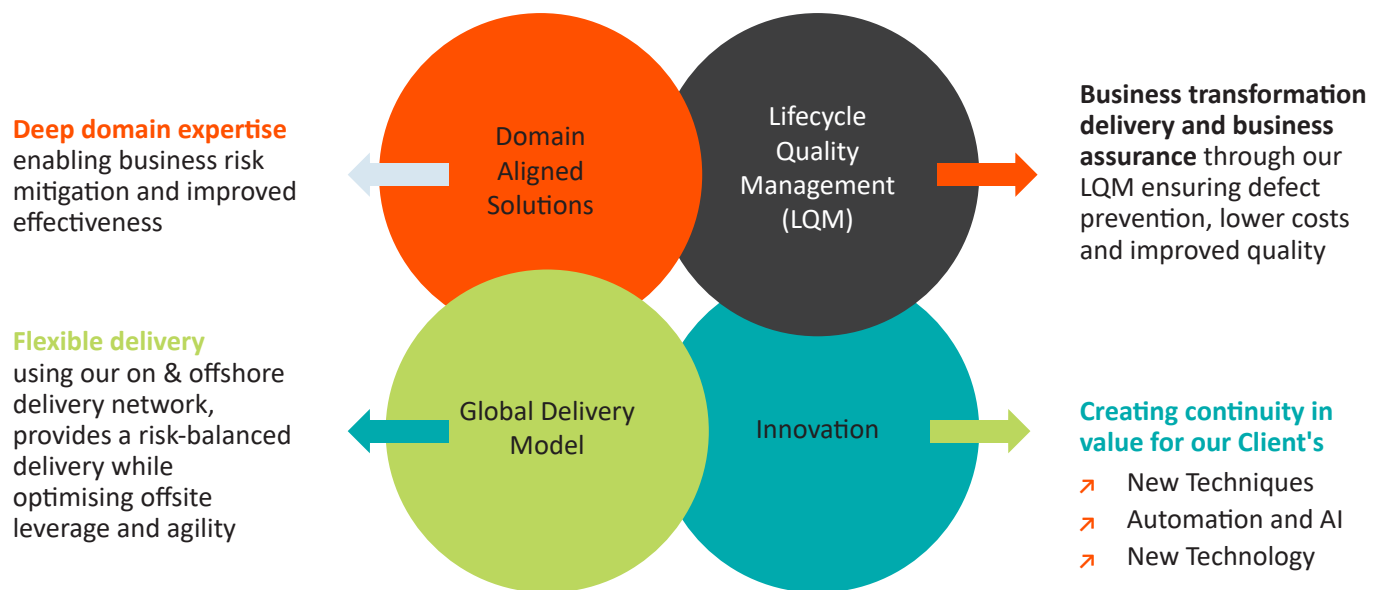 Deep domain expertise
enabling business risk
mitigation and improved
effectiveness
Domain
Aligned
Solutions
Lifecycle
Quality
Management
(LQM)
Business transformation
delivery and business
assurance through our
LQM ensuring defect
prevention, lower costs
and improved quality
Flexible delivery
using our on & offshore
delivery network,
provides a risk-balanced
delivery while
optimising offsite
leverage and agility
Global Delivery
Model
Innovation
Creating continuity in
value for our Client's
New Techniques
Automation and AI
New Technology